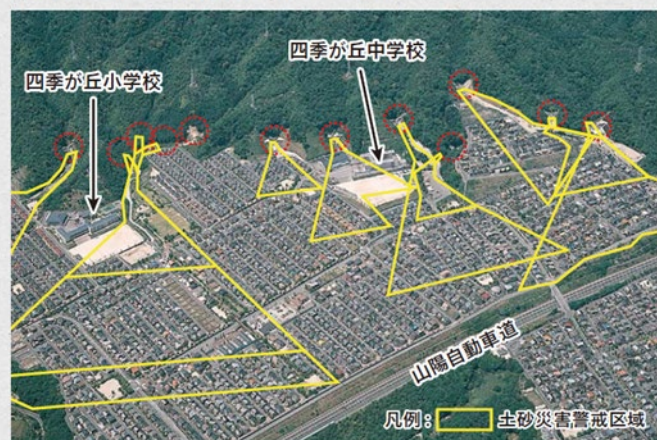 四季が丘中学校
四季が丘小学校
山陽自動車道
凡例：土砂災害警戒区域